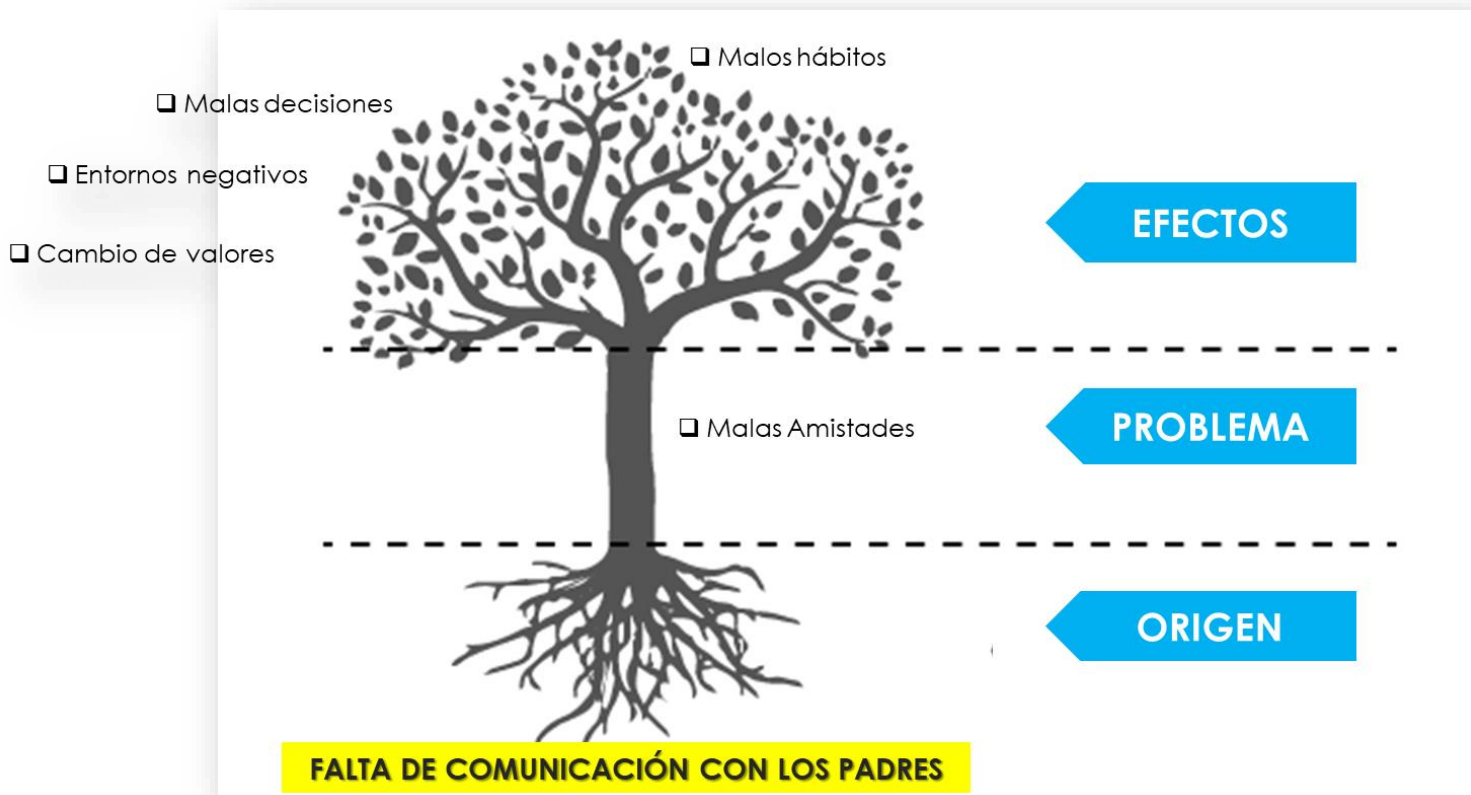 ❑ Malos hábitos
❑ Malas decisiones
❑ Entornos negativos
❑ Cambio de valores
EFECTOS
❑ Malas Amistades
PROBLEMA
ORIGEN
FALTA DE COMUNICACIÓN CON LOS PADRES